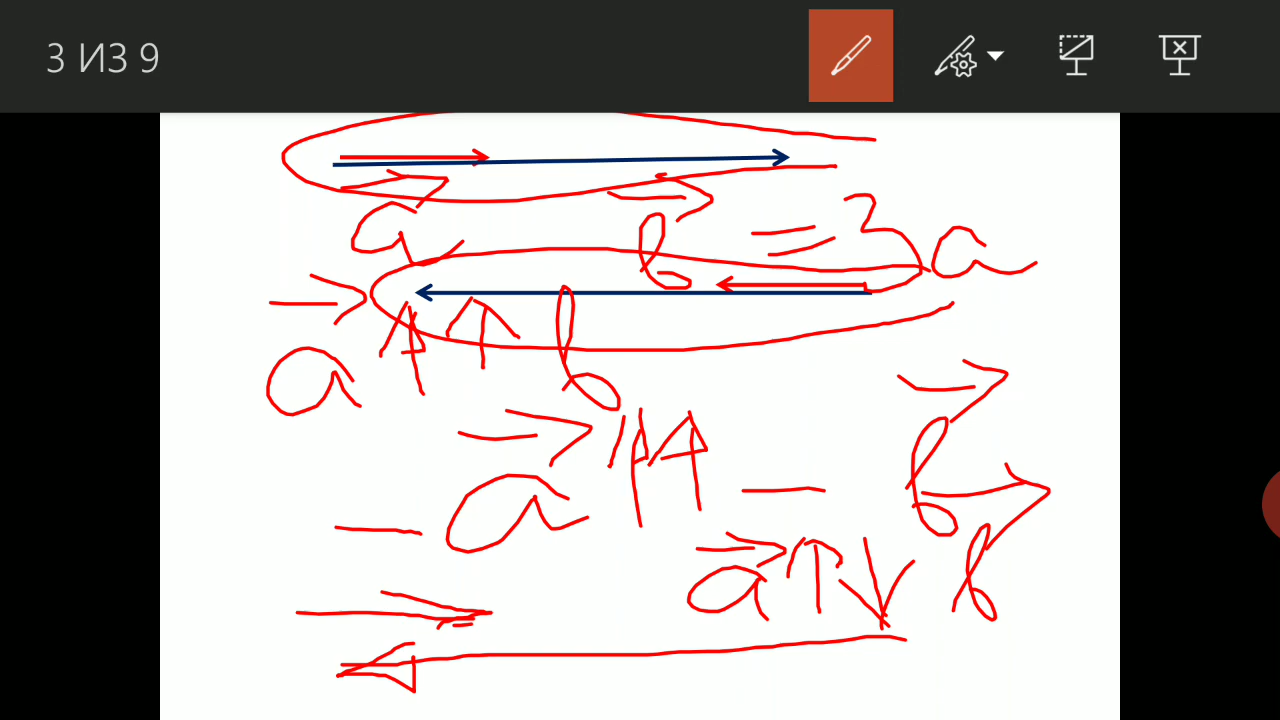 3 ИЗ 9
a⃗ b⃗ = 3a
a⃗ ↑↑ b
-a⃗ ↑↑ -b⃗
a⃗ ↑↓ b⃗